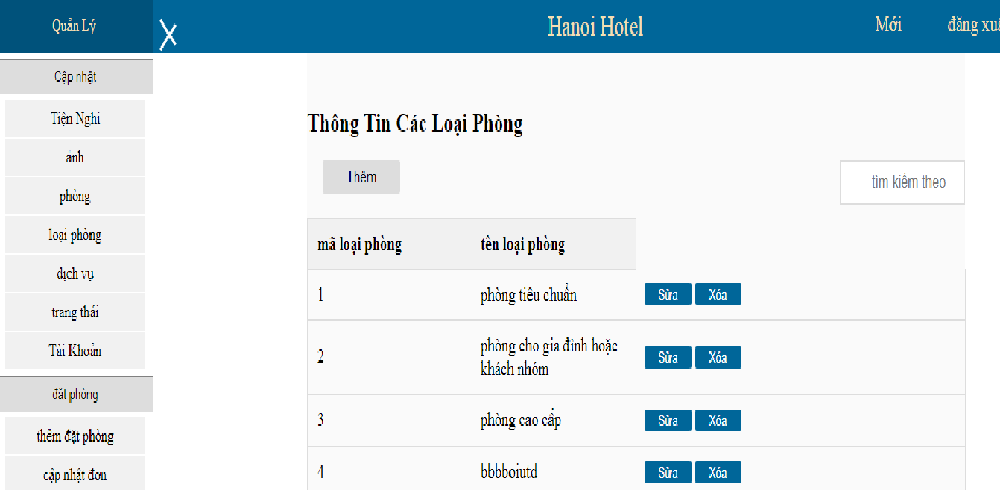 Quản Lý
X
Hanoi Hotel
Mới
đăng xuấ
Cập nhật
Tiện Nghi
ảnh
phòng
loại phòng
dịch vụ
trạng thái
Tài Khoản
đặt phòng
thêm đặt phòng
cập nhật đơn
Thông Tin Các Loại Phòng
Thêm
tìm kiếm theo
mã loại phòng
tên loại phòng
1 phòng tiêu chuẩn Sửa Xóa
2 phòng cho gia đình hoặc
khách nhóm Sửa Xóa
3 phòng cao cấp Sửa Xóa
4 bbbboiutd Sửa Xóa